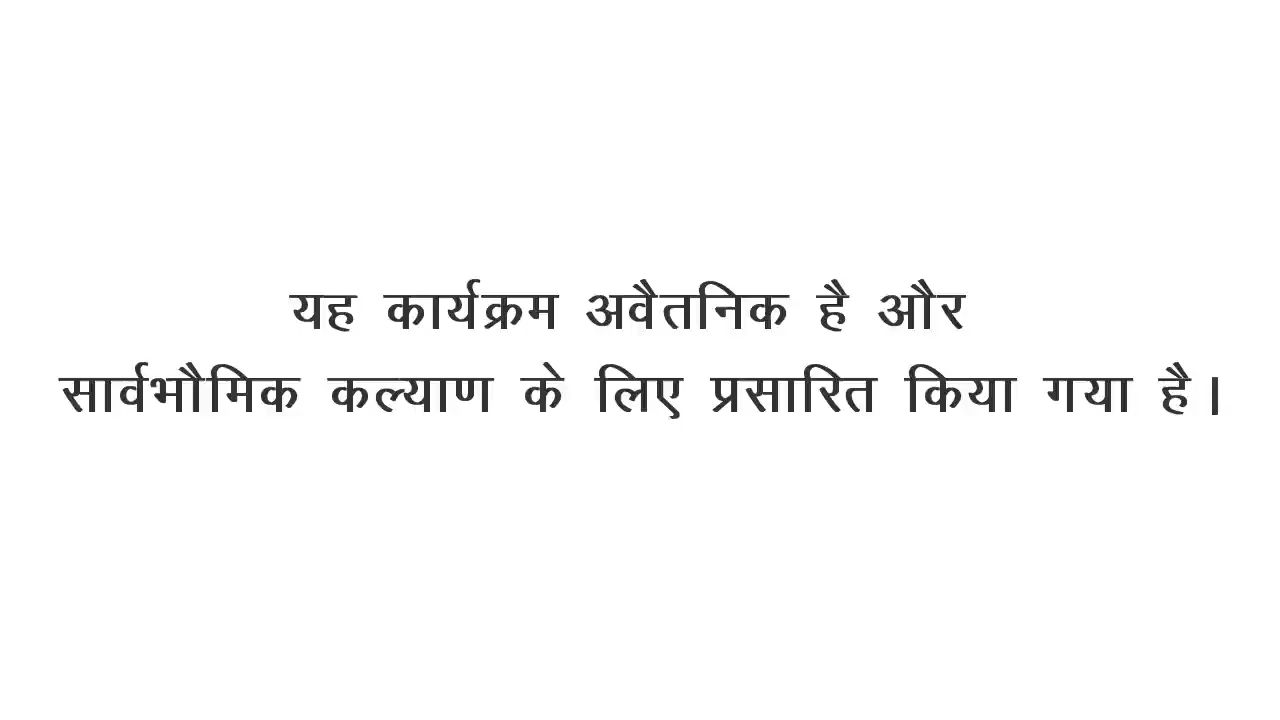 यह कार्यक्रम अवैतनिक है और
सार्वभौमिक कल्याण के लिए प्रसारित किया गया है।